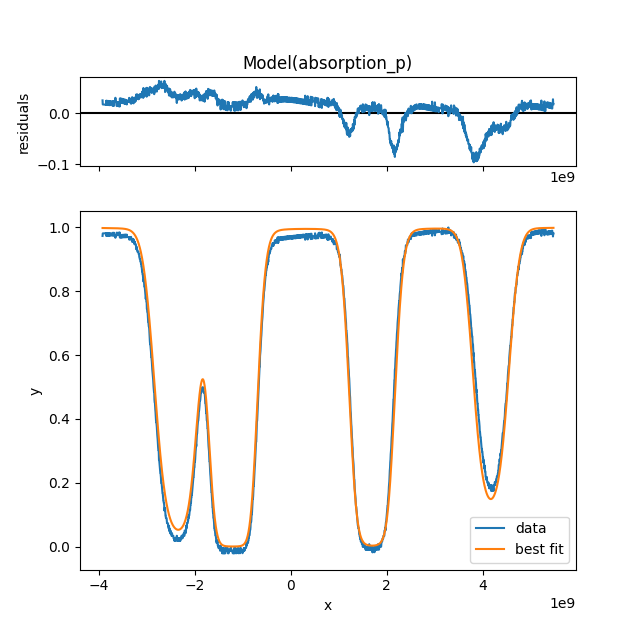 Model(absorption_p)
residuals
0.0
−0.1
1e9
y
1.0
0.8
0.6
0.4
0.2
0.0
data
best fit
−4 −2 0 2 4
x
1e9